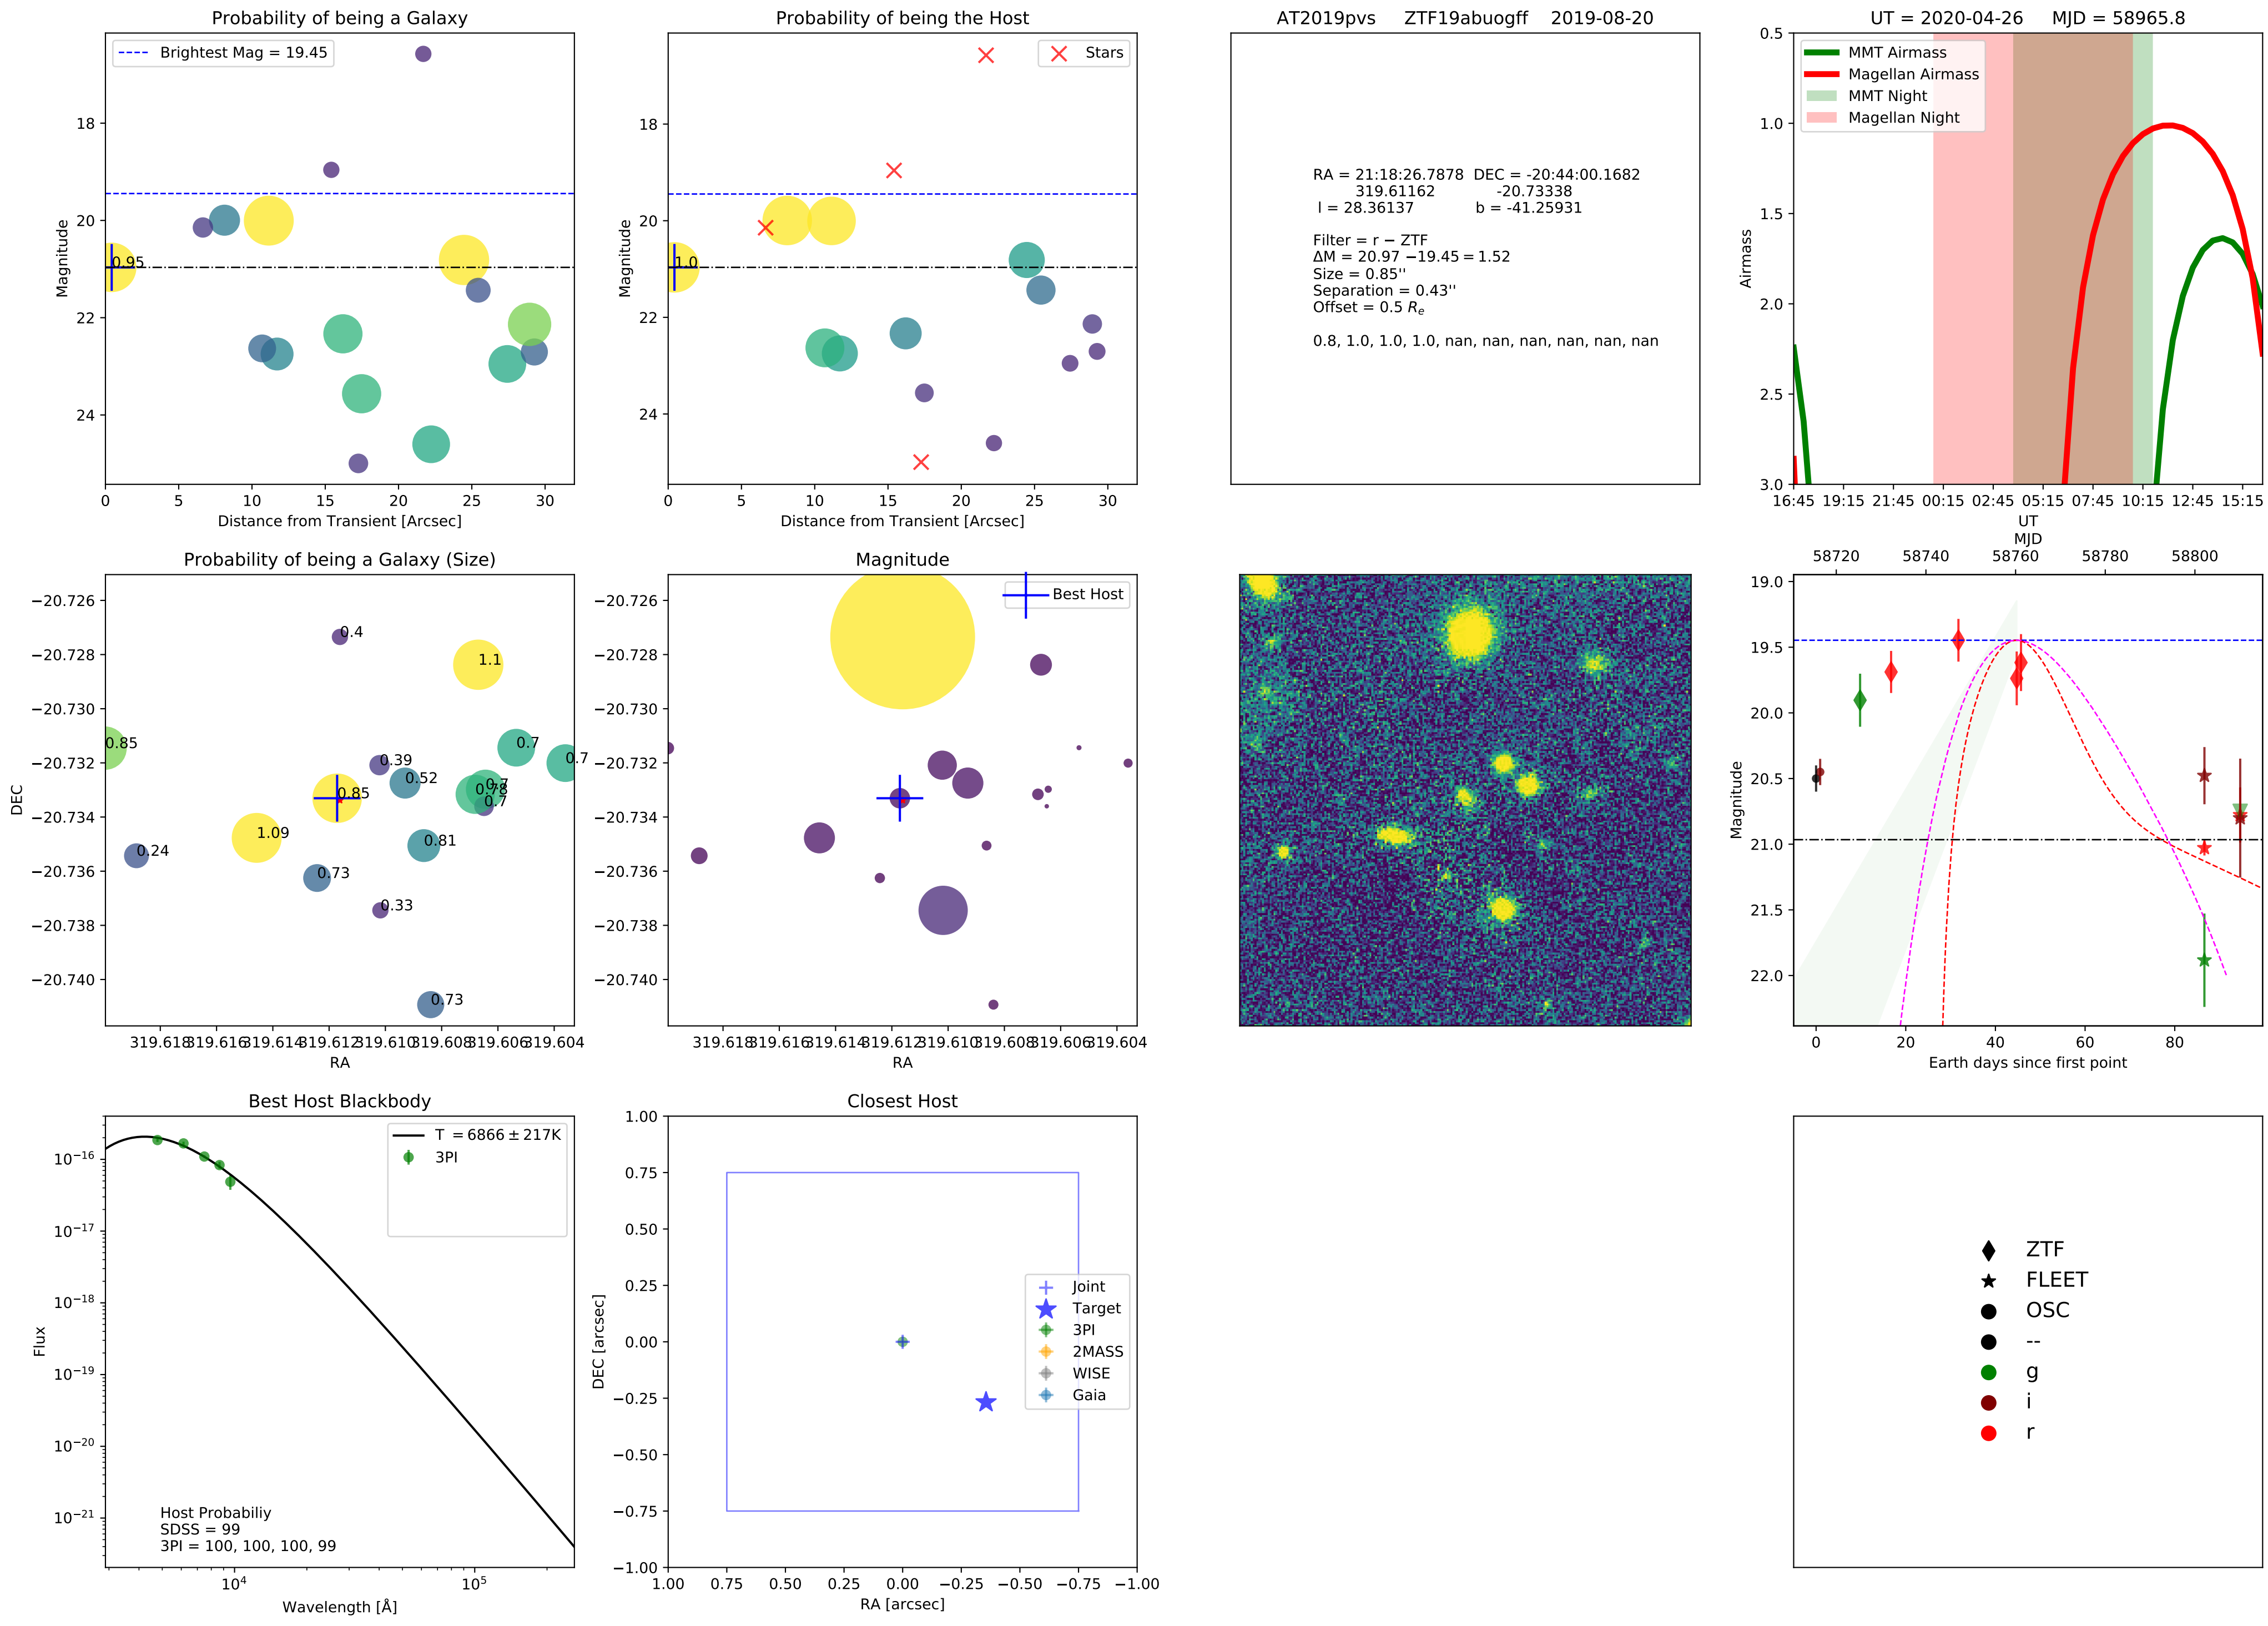 Probability of being a Galaxy
Brightest Mag = 19.45
0.95
18
20
22
24
Magnitude
0 5 10 15 20 25 30
Distance from Transient [Arcsec]
Probability of being the Host
Stars
1.0
18
20
22
24
Magnitude
0 5 10 15 20 25 30
Distance from Transient [Arcsec]
AT2019pvs ZTF19abuogff 2019-08-20
RA = 21:18:26.7878 DEC = -20:44:00.1682
319.61162 -20.73338
l = 28.36137 b = -41.25931
Filter = r − ZTF
ΔM = 20.97 −19.45 = 1.52
Size = 0.85''
Separation = 0.43''
Offset = 0.5 Re
0.8, 1.0, 1.0, 1.0, nan, nan, nan, nan, nan, nan
UT = 2020-04-26 MJD = 58965.8
MMT Airmass
Magellan Airmass
MMT Night
Magellan Night
0.5
1.0
1.5
2.0
2.5
3.0
Airmass
16:45 19:15 21:45 00:15 02:45 05:15 07:45 10:15 12:45 15:15
UT
Probability of being a Galaxy (Size)
0.4
1.1
0.85
0.7
0.7
0.39
0.52
0.7
0.78
0.85
0.7
1.09
0.81
0.24
0.73
0.33
0.73
−20.726
−20.728
−20.730
−20.732
−20.734
−20.736
−20.738
−20.740
DEC
319.618 319.616 319.614 319.612 319.610 319.608 319.606 319.604
RA
Magnitude
Best Host
−20.726
−20.728
−20.730
−20.732
−20.734
−20.736
−20.738
−20.740
319.618 319.616 319.614 319.612 319.610 319.608 319.606 319.604
RA
MJD
58720 58740 58760 58780 58800
19.0
19.5
20.0
20.5
21.0
21.5
22.0
Magnitude
0 20 40 60 80
Earth days since first point
Best Host Blackbody
T = 6866 ± 217K
3PI
10−16
10−17
10−18
10−19
10−20
10−21
Flux
Host Probabiliy
SDSS = 99
3PI = 100, 100, 100, 99
104 105
Wavelength [Å]
Closest Host
Joint
Target
3PI
2MASS
WISE
Gaia
1.00
0.75
0.50
0.25
0.00
−0.25
−0.50
−0.75
−1.00
DEC [arcsec]
1.00 0.75 0.50 0.25 0.00 −0.25 −0.50 −0.75 −1.00
RA [arcsec]
ZTF
FLEET
OSC
--
g
i
r